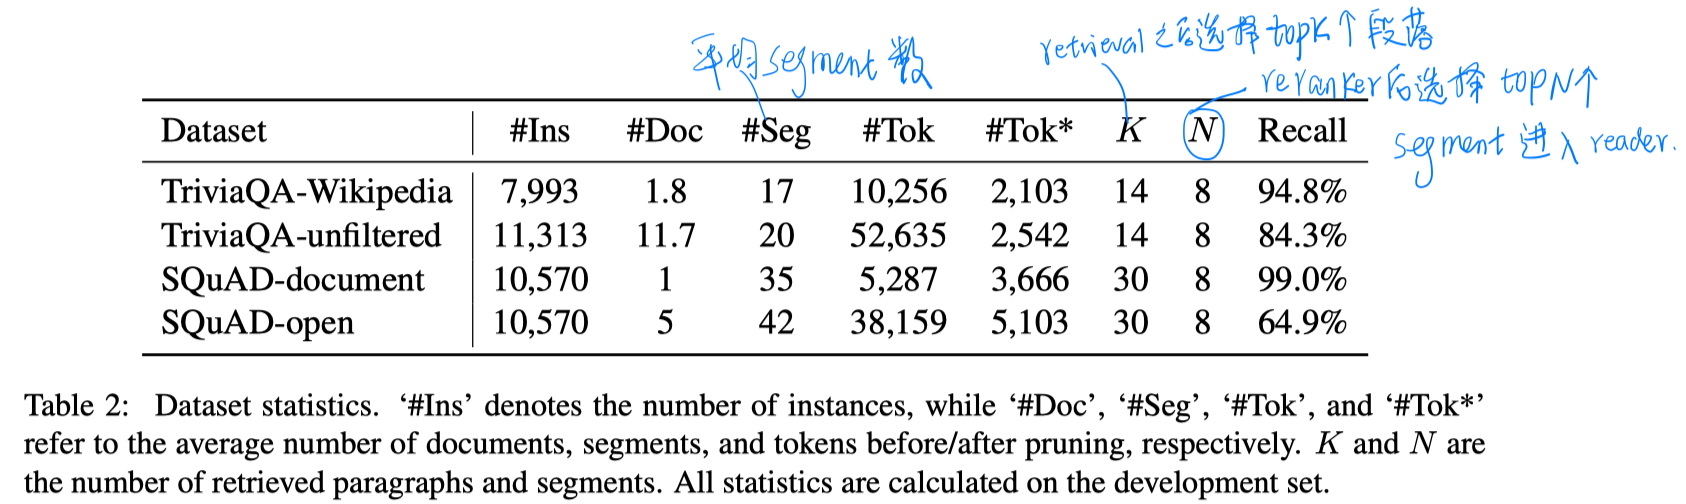 平均segment数
retrieval之后选择topK个段落
reranker后选择 topN个
segment 进入 reader.
Dataset #Ins #Doc #Seg #Tok #Tok* K N Recall
TriviaQA-Wikipedia 7,993 1.8 17 10,256 2,103 14 8 94.8%
TriviaQA-unfiltered 11,313 11.7 20 52,635 2,542 14 8 84.3%
SQuAD-document 10,570 1 35 5,287 3,666 30 8 99.0%
SQuAD-open 10,570 5 42 38,159 5,103 30 8 64.9%
Table 2: Dataset statistics. ‘#Ins’ denotes the number of instances, while ‘#Doc’, ‘#Seg’, ‘#Tok’, and ‘#Tok*’
refer to the average number of documents, segments, and tokens before/after pruning, respectively. K and N are
the number of retrieved paragraphs and segments. All statistics are calculated on the development set.